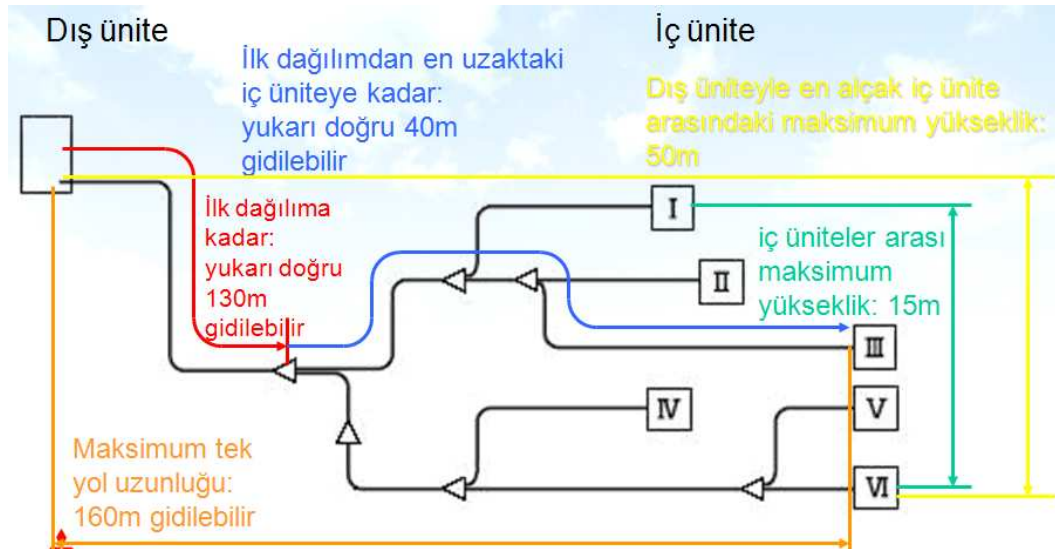 Dış ünite
İç ünite
İlk dağılımdan en uzaktaki
iç üniteye kadar:
yukarı doğru 40m
gidilebilir
Dış üniteyle en alçak iç ünite
arasındaki maksimum yükseklik:
50m
İlk dağılıma
kadar:
yukarı doğru
130m
gidilebilir
iç üniteler arası
maksimum
yükseklik: 15m
I
II
III
IV
V
VI
Maksimum tek
yol uzunluğu:
160m gidilebilir